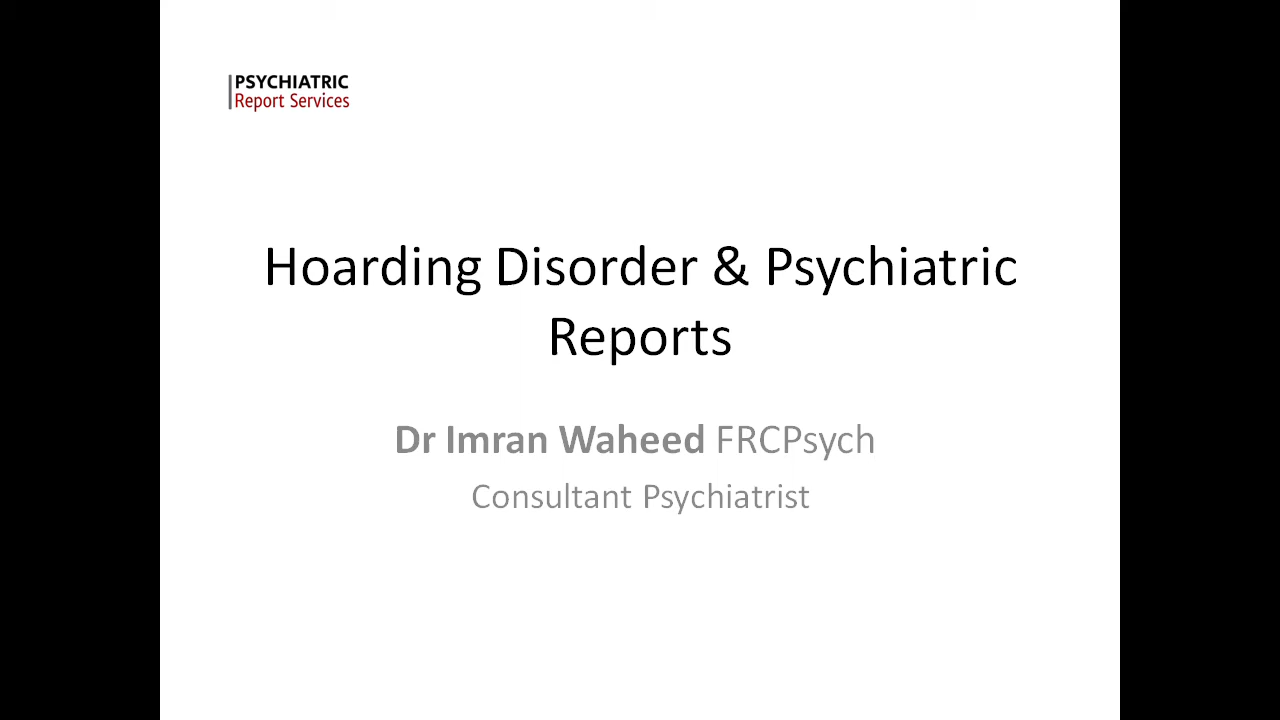 PSYCHIATRIC
Report Services
Hoarding Disorder & Psychiatric
Reports
Dr Imran Waheed FRCPsych
Consultant Psychiatrist